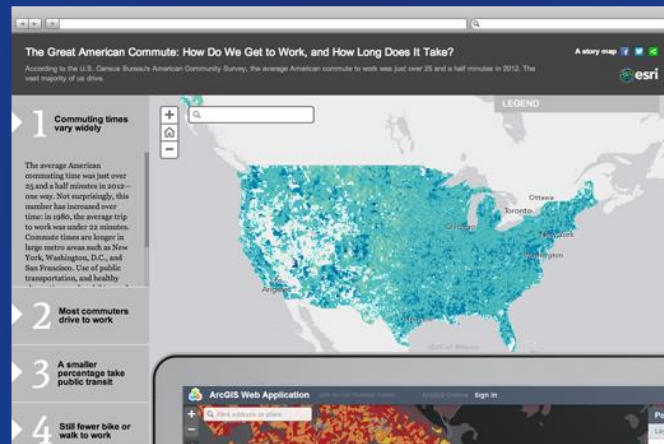 The Great American Commute: How Do We Get to Work, and How Long Does It Take?
According to the U.S. Census Bureau's American Community Survey, the average American commute to work was just over 25 and a half minutes in 2012. The
vast majority of us drive.
A story map
esri
1
Commuting times
vary widely
The average American
commuting time was just over
25 and a half minutes in 2012—
one way. Not surprisingly, this
number has increased over
time: in 1980, the average trip
to work was under 22 minutes.
Commute times are longer in
large metro areas such as New
York, Washington, D.C., and
San Francisco. Use of public
transportation, and healthy
2
Most commuters
drive to work
3
A smaller
percentage take
public transit
4
Still fewer bike or
walk to work
LEGEND
Ottawa
Toronto
Chicago
New York
Washington
Angeles
Gulf of Mexico
ArcGIS Web Application
ArcGIS Online
Sign In
Find address or place